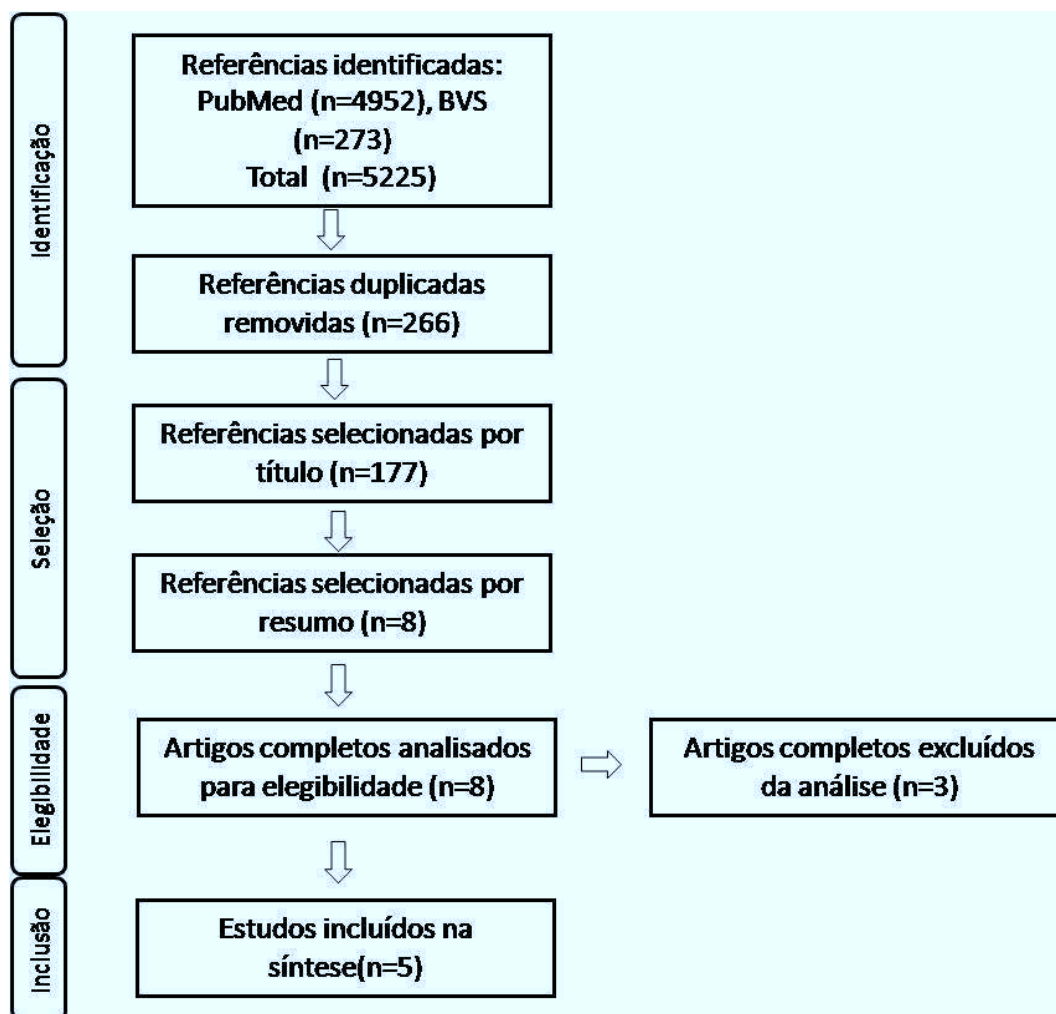 Identificação
Referências identificadas:
PubMed (n=4952), BVS
(n=273)
Total (n=5225)
Referências duplicadas
removidas (n=266)
Seleção
Referências selecionadas por
título (n=177)
Referências selecionadas por
resumo (n=8)
Elegibilidade
Artigos completos analisados
para elegibilidade (n=8)
Artigos completos excluídos
da análise (n=3)
Inclusão
Estudos incluídos na
síntese(n=5)